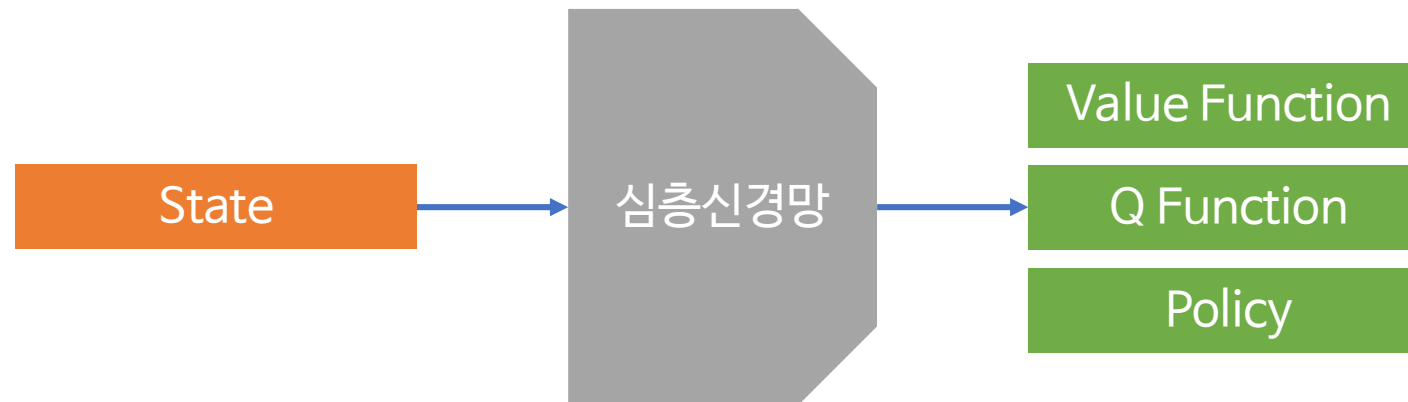 State
심층신경망
Value Function
Q Function
Policy